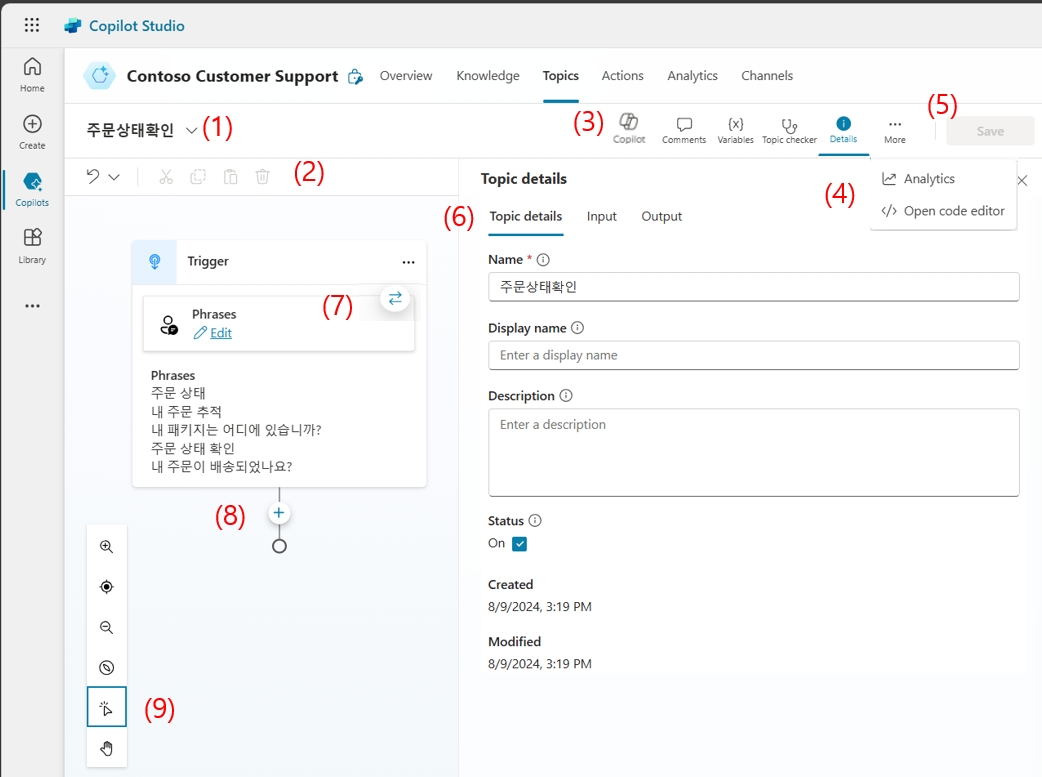 Copilot Studio
Home
Create
Copilots
Library
Contoso Customer Support Overview Knowledge Topics Actions Analytics Channels
주문상태확인 (1)
(2)
(3) Copilot Comments {x} Variables Topic checker Details More (5) Save
(4) Analytics
</> Open code editor
Topic details
(6) Topic details Input Output
Name *
주문상태확인
Display name
Enter a display name
Description
Enter a description
Status
On
Created
8/9/2024, 3:19 PM
Modified
8/9/2024, 3:19 PM
Trigger
(7)
Phrases
Edit
Phrases
주문 상태
내 주문 추적
내 패키지는 어디에 있습니까?
주문 상태 확인
내 주문이 배송되었나요?
(8)
(9)